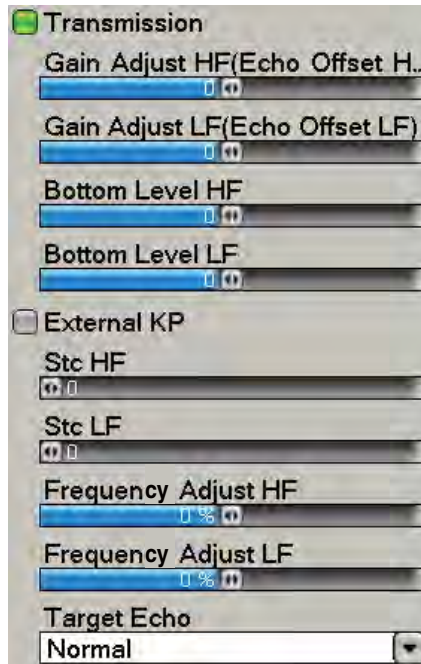 Transmission
Gain Adjust HF(Echo Offset H..
0
Gain Adjust LF(Echo Offset LF)
0
Bottom Level HF
0
Bottom Level LF
0
External KP
Stc HF
0
Stc LF
0
Frequency Adjust HF
0 %
Frequency Adjust LF
0 %
Target Echo
Normal